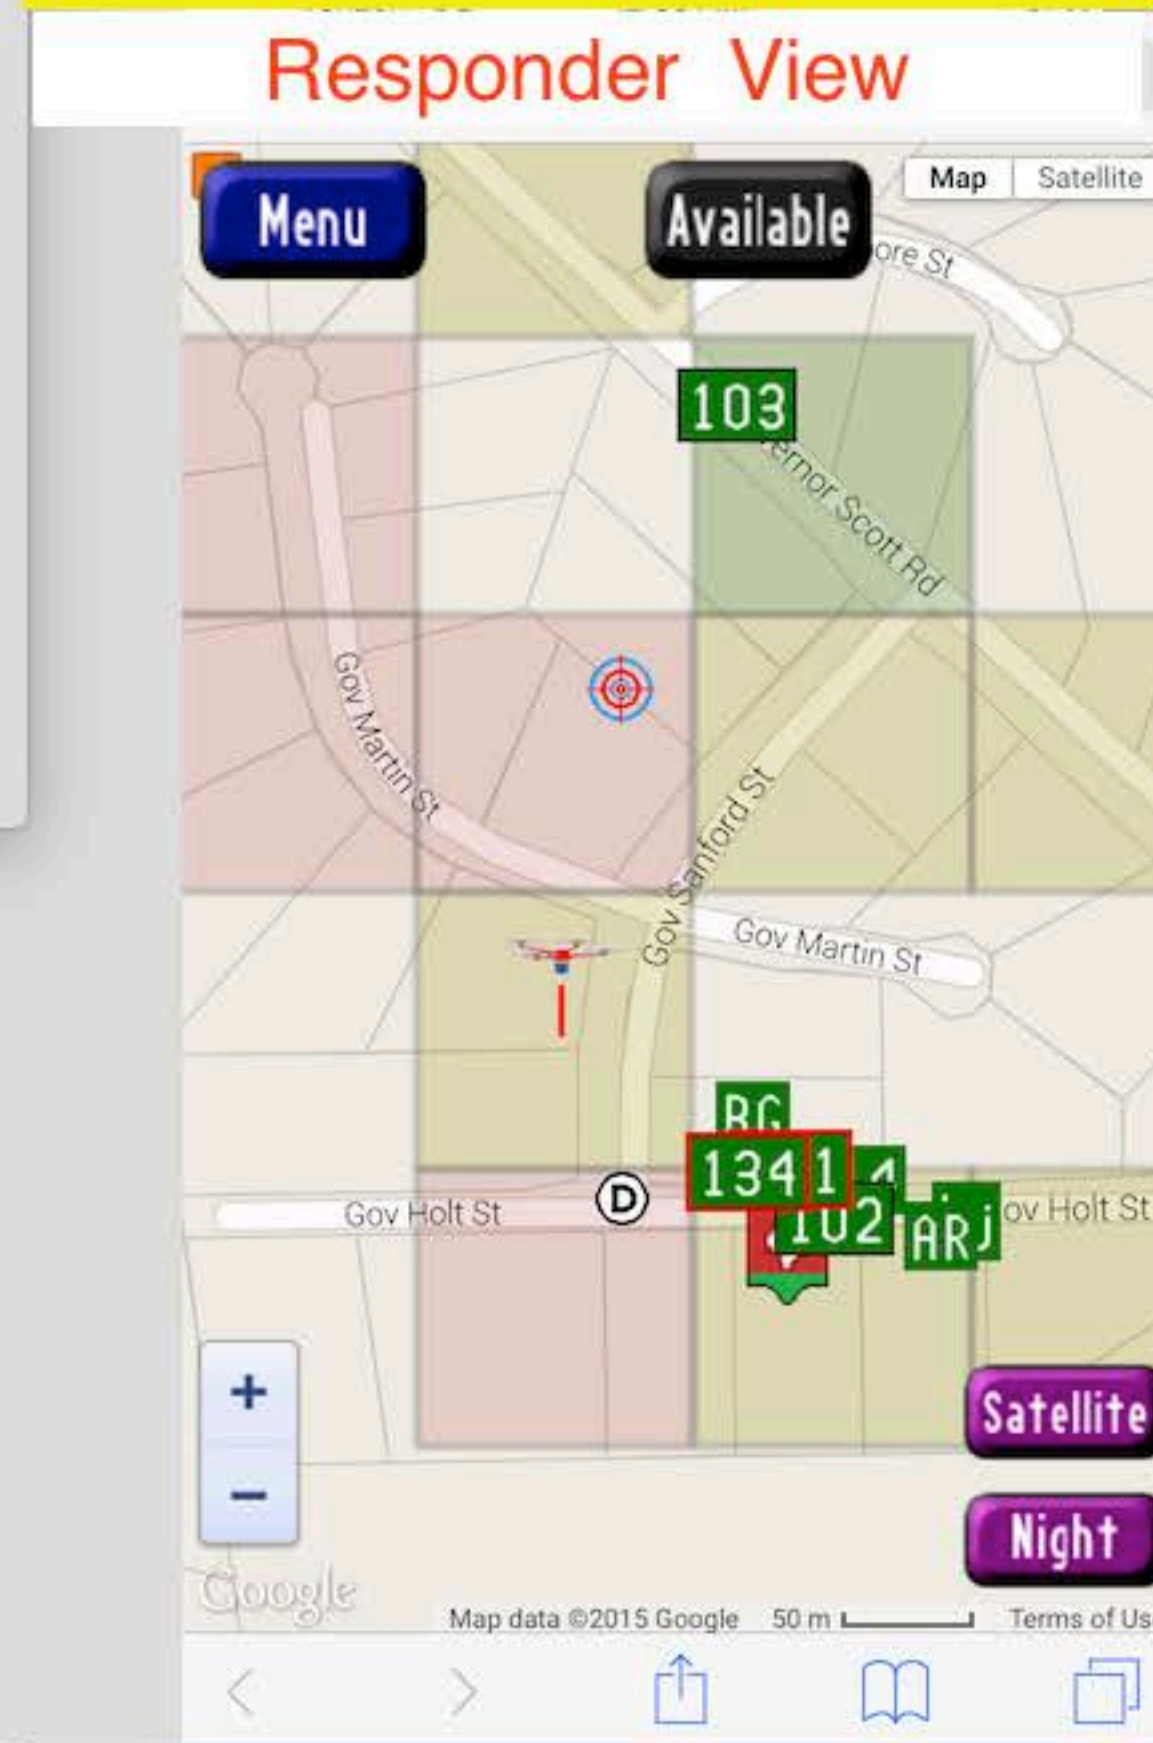 Responder View
Menu
Available
Map
Satellite
ore St
103
ernor Scott Rd
Gov Martin St
Gov Sanford St
Gov Martin St
BG
134
1
4
102
ARj
Gov Holt St
D
ov Holt St
+
Satellite
−
Night
Google
Map data ©2015 Google
50 m
Terms of Us